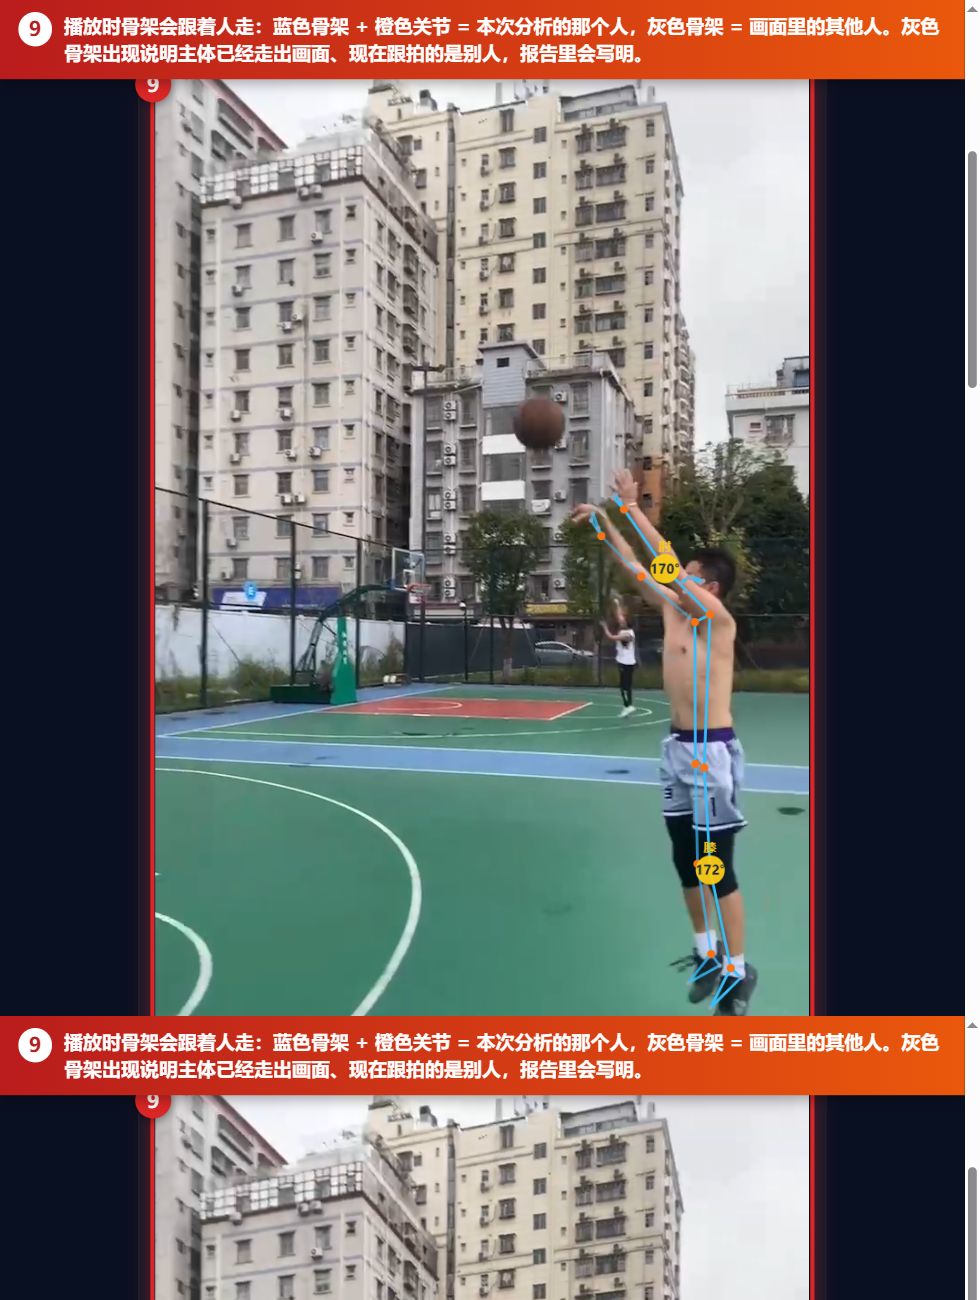 9
播放时骨架会跟着人走：蓝色骨架 + 橙色关节 = 本次分析的那个人，灰色骨架 = 画面里的其他人。灰色
骨架出现说明主体已经走出画面、现在跟拍的是别人，报告里会写明。
9
肘
170°
1
膝
172°
9
播放时骨架会跟着人走：蓝色骨架 + 橙色关节 = 本次分析的那个人，灰色骨架 = 画面里的其他人。灰色
骨架出现说明主体已经走出画面、现在跟拍的是别人，报告里会写明。
9